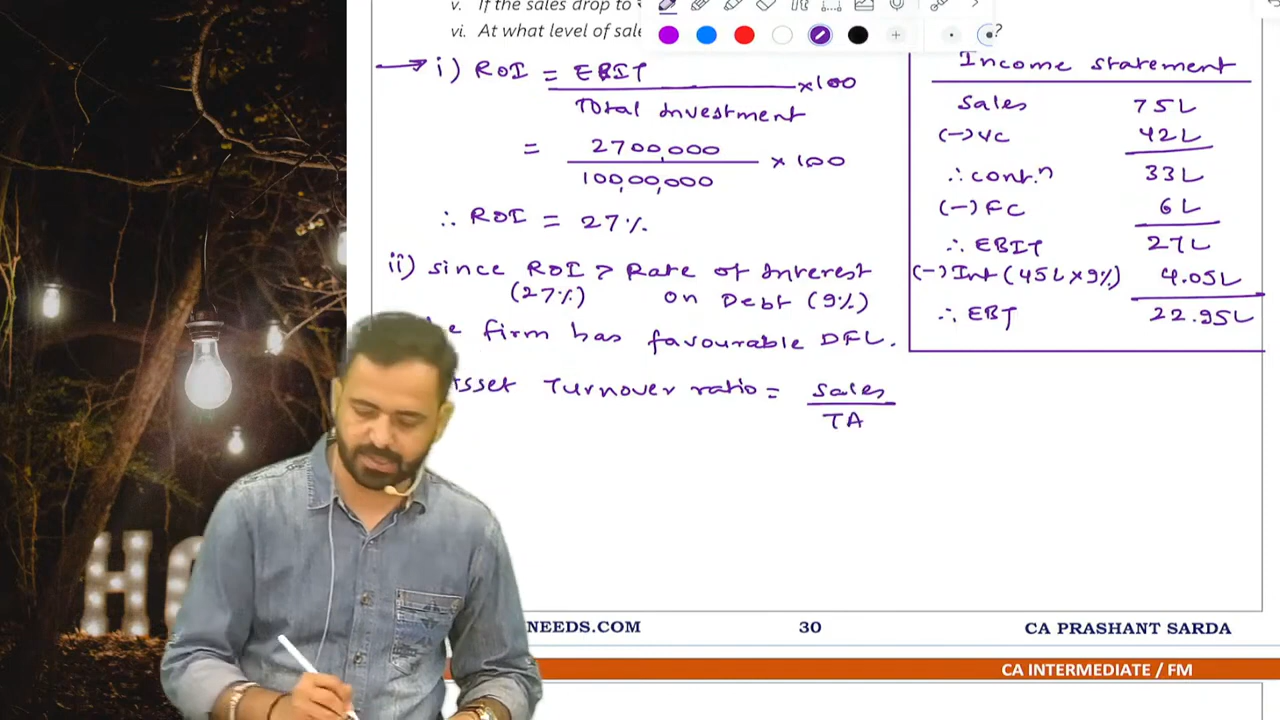 v. If the sales drop to
vi. At what level of sale
?
i) ROI = EBIT
Total Investment
×100
= 2700,000
100,00,000
× 100
∴ ROI = 27%
ii) since ROI > Rate of Interest
(27%) on Debt (9%)
firm has favourable DFL.
Asset Turnover ratio = Sales
TA
Income statement
Sales 75L
(-) VC 42L
∴ cont.n 33L
(-) FC 6L
∴ EBIT 27L
(-) Int (45L×9%) 4.05L
∴ EBT 22.95L
NEEDS.COM 30 CA PRASHANT SARDA
CA INTERMEDIATE / FM
H